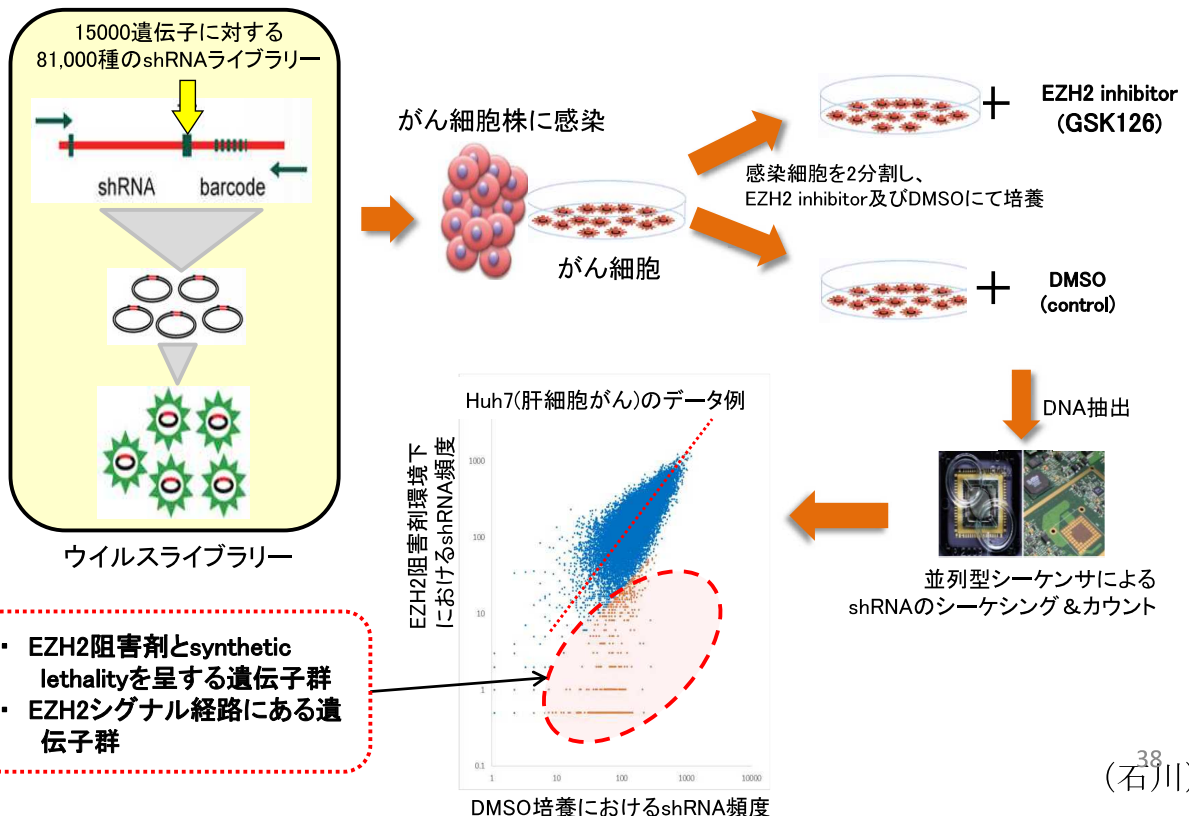 15000遺伝子に対する
81,000種のshRNAライブラリー
shRNA
barcode
ウイルスライブラリー
がん細胞株に感染
がん細胞
感染細胞を2分割し、
EZH2 inhibitor及びDMSOにて培養
+
EZH2 inhibitor
(GSK126)
+
DMSO
(control)
DNA抽出
並列型シーケンサによる
shRNAのシーケシング&カウント
Huh7(肝細胞がん)のデータ例
EZH2阻害剤環境下
におけるshRNA頻度
1000
100
10
1
0.1
1
10
100
1000
10000
DMSO培養におけるshRNA頻度
・ EZH2阻害剤とsynthetic
lethalityを呈する遺伝子群
・ EZH2シグナル経路にある遺
伝子群
38
(石川)